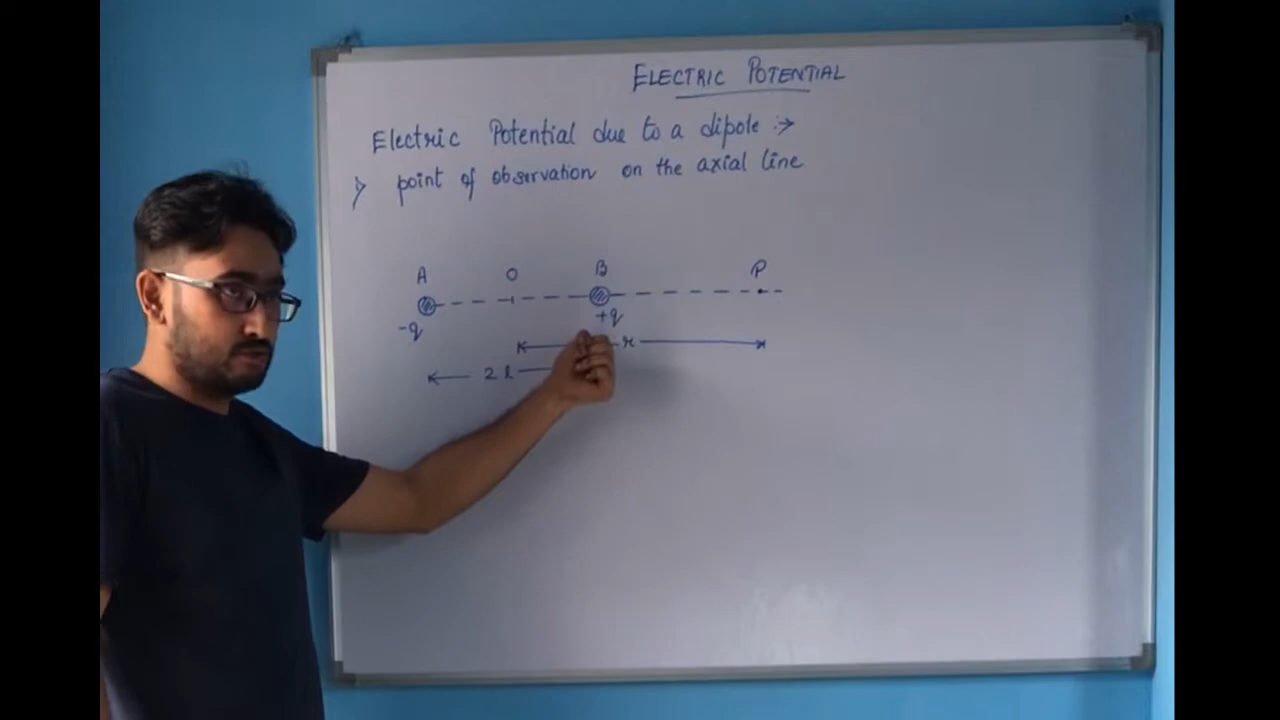 ELECTRIC POTENTIAL
Electric Potential due to a dipole :→
→ point of observation on the axial line
A O B P
-q +q
r
2l